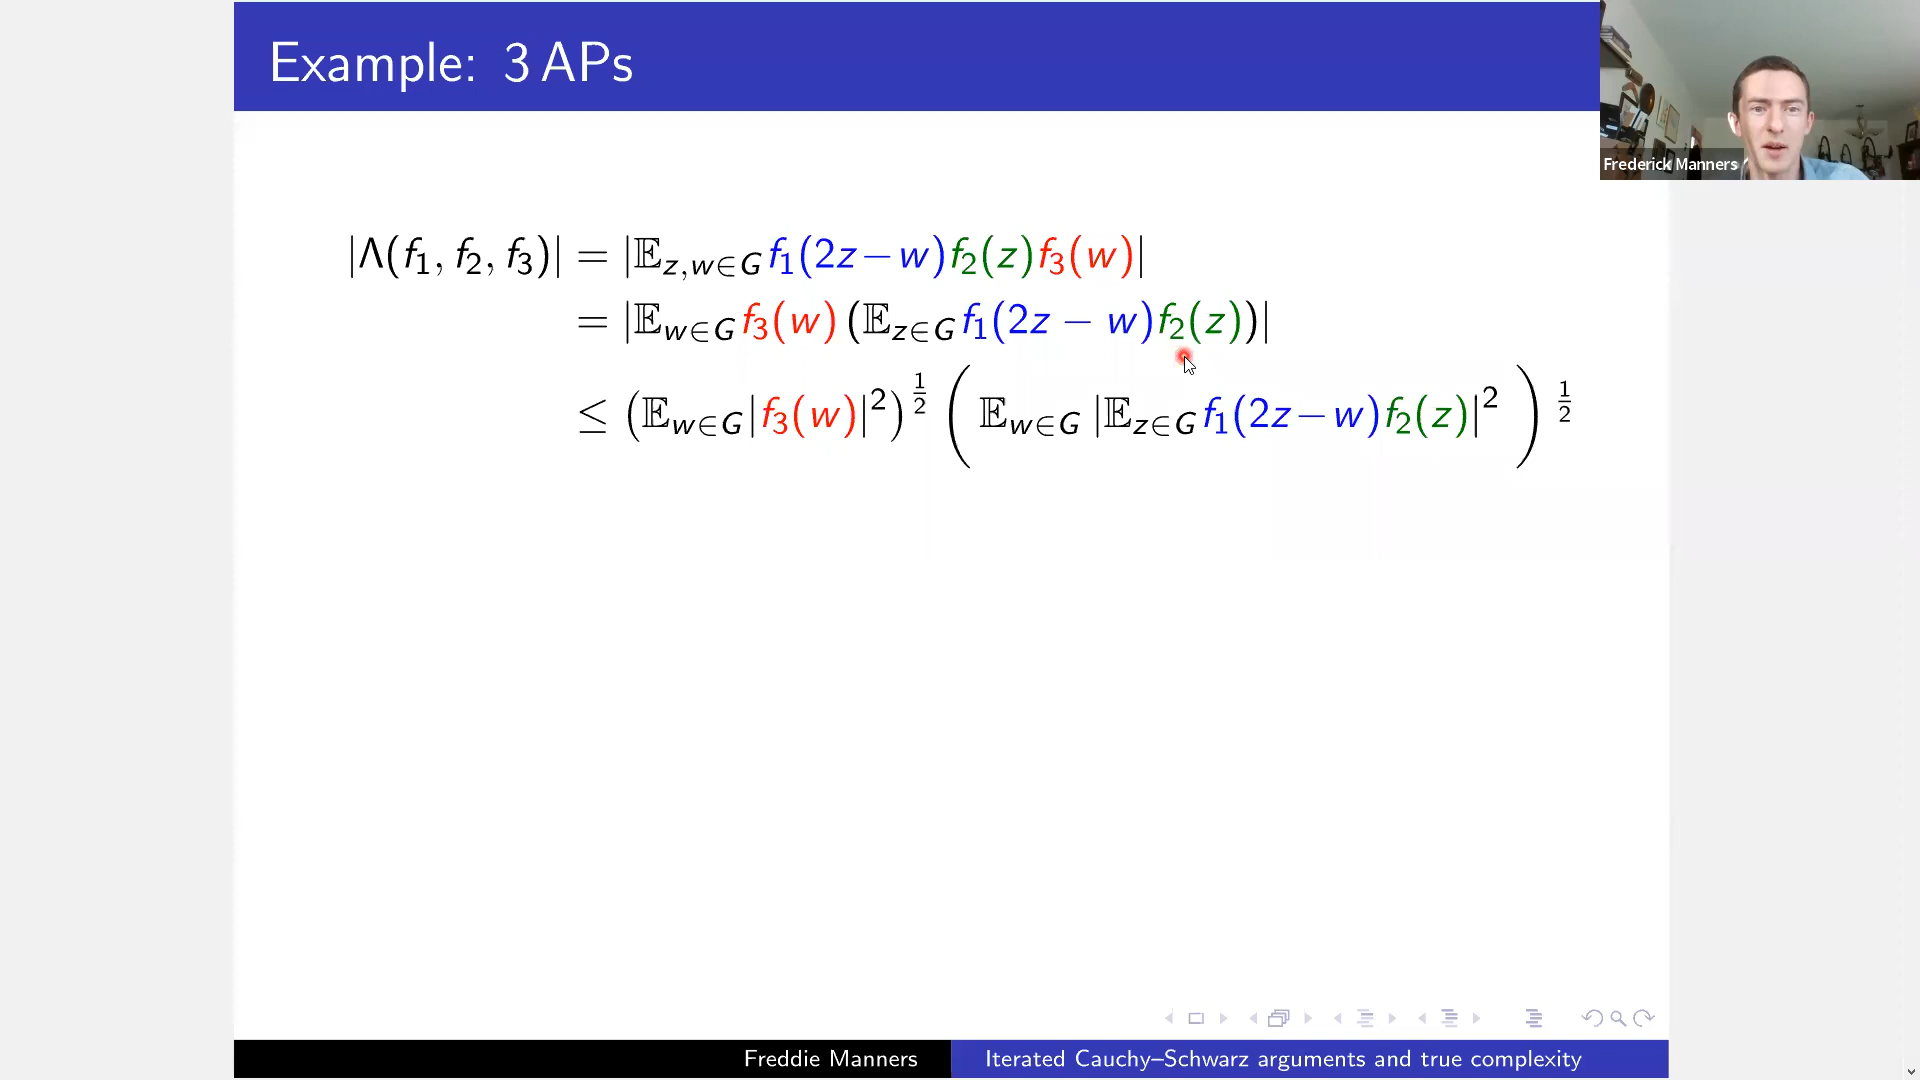 Example: 3 APs
Frederick Manners
|Λ(f₁, f₂, f₃)| = |𝔼_{z,w∈G} f₁(2z−w)f₂(z)f₃(w)|
= |𝔼_{w∈G} f₃(w) (𝔼_{z∈G} f₁(2z − w)f₂(z))|
≤ (𝔼_{w∈G}|f₃(w)|²)^{1/2} ( 𝔼_{w∈G} |𝔼_{z∈G} f₁(2z−w)f₂(z)|² )^{1/2}
Freddie Manners
Iterated Cauchy–Schwarz arguments and true complexity